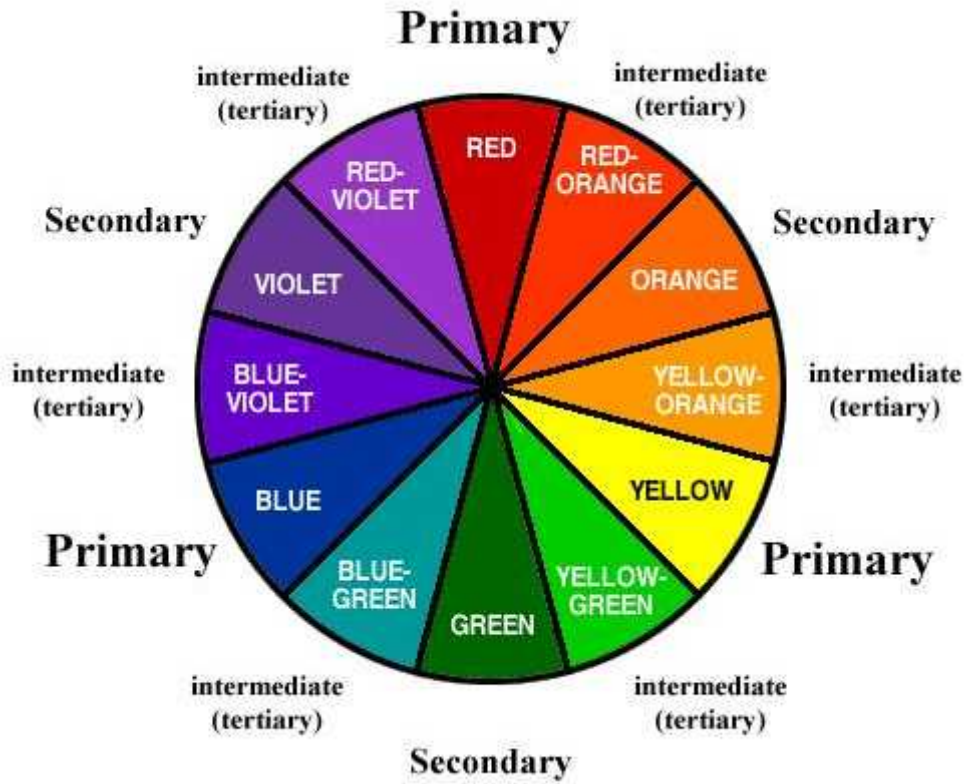 Primary
intermediate
(tertiary)
intermediate
(tertiary)
RED
RED-
ORANGE
RED-
VIOLET
Secondary
Secondary
ORANGE
VIOLET
intermediate
(tertiary)
BLUE-
VIOLET
YELLOW-
ORANGE
intermediate
(tertiary)
BLUE
YELLOW
Primary
Primary
BLUE-
GREEN
YELLOW-
GREEN
GREEN
intermediate
(tertiary)
intermediate
(tertiary)
Secondary